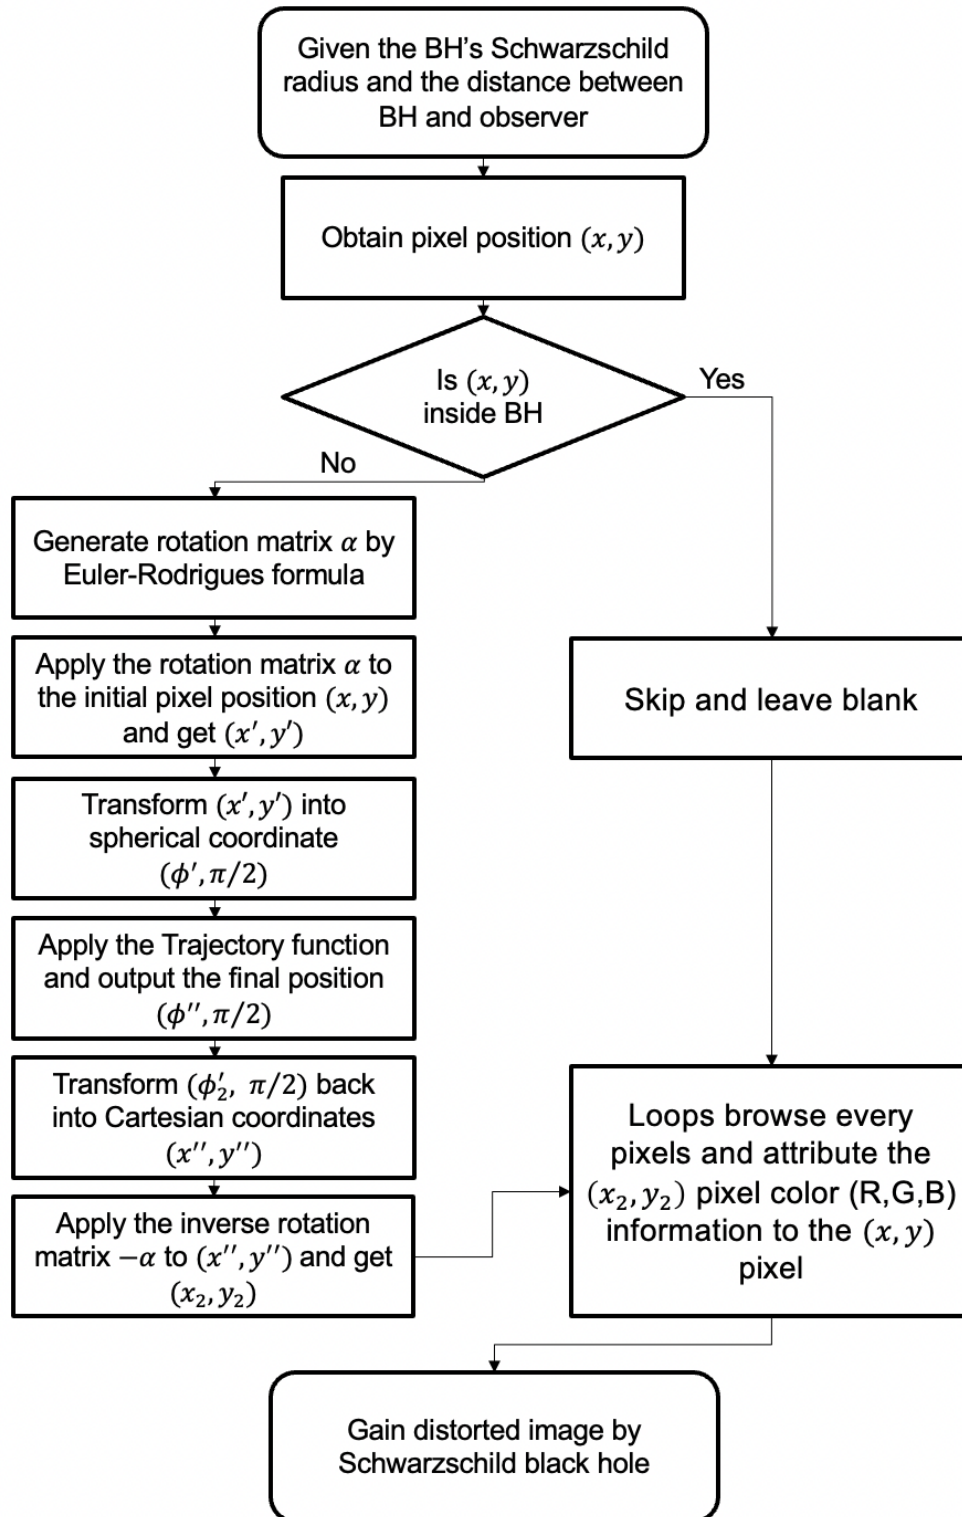 Given the BH's Schwarzschild
radius and the distance between
BH and observer
Obtain pixel position (x, y)
Is (x, y)
inside BH
Yes
No
Generate rotation matrix α by
Euler-Rodrigues formula
Apply the rotation matrix α to
the initial pixel position (x, y)
and get (x′, y′)
Transform (x′, y′) into
spherical coordinate
(ϕ′, π/2)
Apply the Trajectory function
and output the final position
(ϕ′′, π/2)
Transform (ϕ′₂, π/2) back
into Cartesian coordinates
(x′′, y′′)
Apply the inverse rotation
matrix −α to (x′′, y′′) and get
(x₂, y₂)
Skip and leave blank
Loops browse every
pixels and attribute the
(x₂, y₂) pixel color (R,G,B)
information to the (x, y)
pixel
Gain distorted image by
Schwarzschild black hole